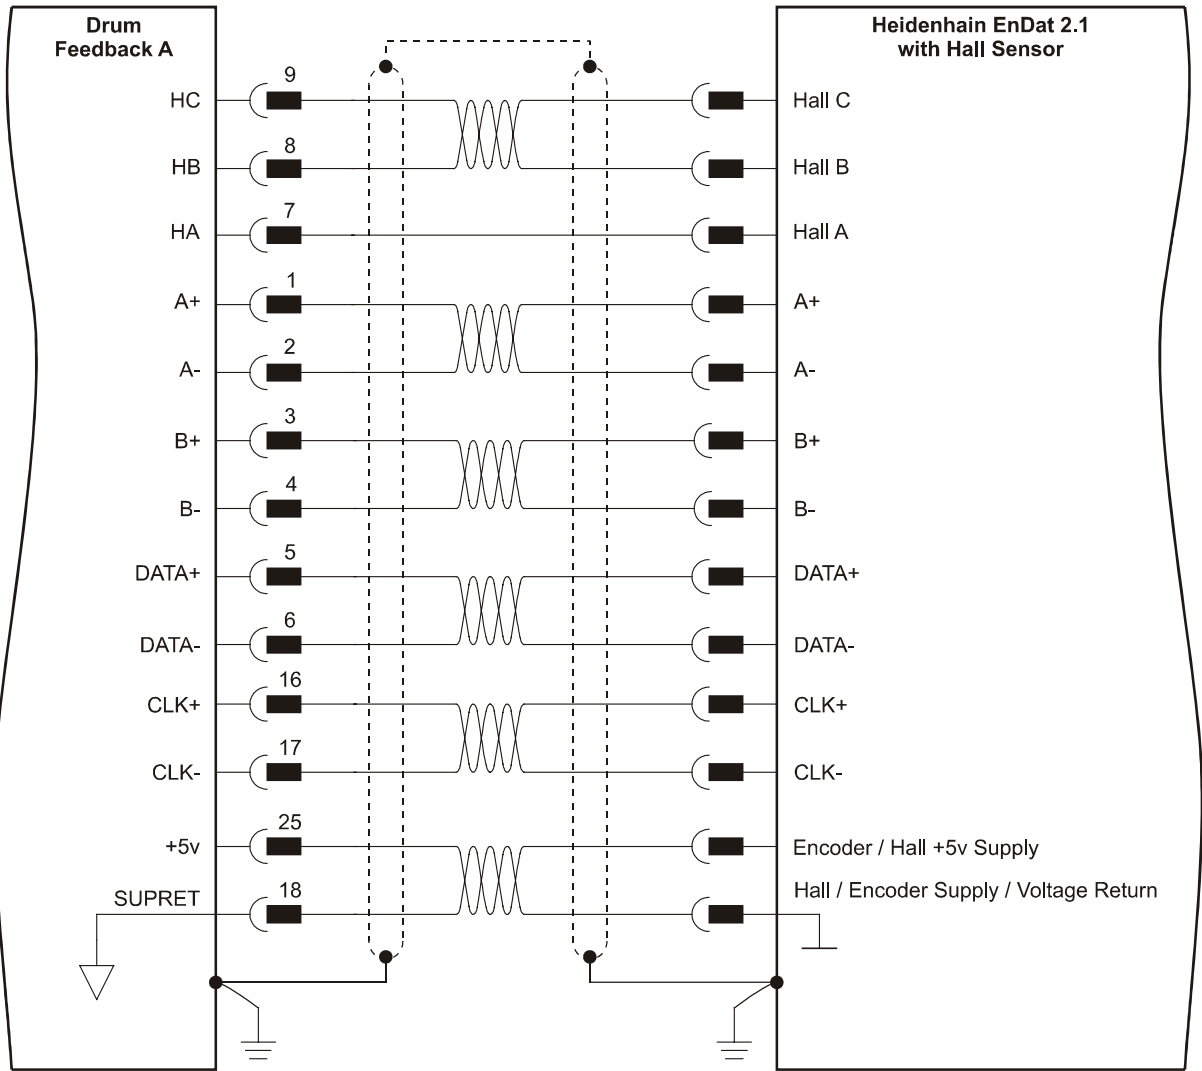 Drum
Feedback A
Heidenhain EnDat 2.1
with Hall Sensor
HC 9 Hall C
HB 8 Hall B
HA 7 Hall A
A+ 1 A+
A- 2 A-
B+ 3 B+
B- 4 B-
DATA+ 5 DATA+
DATA- 6 DATA-
CLK+ 16 CLK+
CLK- 17 CLK-
+5v 25 Encoder / Hall +5v Supply
SUPRET 18 Hall / Encoder Supply / Voltage Return